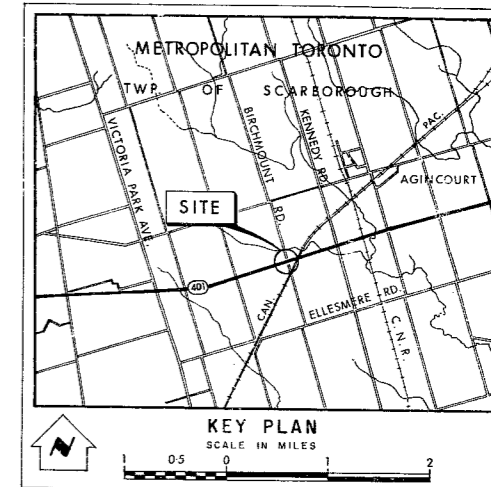 METROPOLITAN TORONTO
TWP OF SCARBOROUGH
VICTORIA PARK AVE.
BIRCHMOUNT RD.
KENNEDY RD.
PAC.
AGINCOURT
SITE
401
CAN.
ELLESMERE RD.
C.N.R.
N
KEY PLAN
SCALE IN MILES
1 0·5 0 1 2